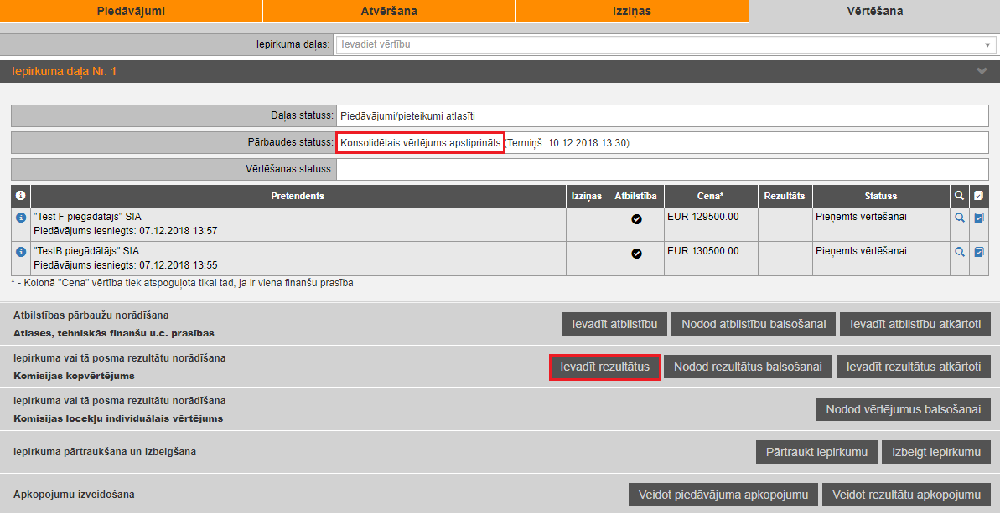 Piedāvājumi Atvēršana Izziņas Vērtēšana
Iepirkuma daļas: Ievadiet vērtību
Iepirkuma daļa Nr. 1
Daļas statuss: Piedāvājumi/pieteikumi atlasīti
Pārbaudes statuss: Konsolidētais vērtējums apstiprināts (Termiņš: 10.12.2018 13:30)
Vērtēšanas statuss:
Pretendents Izziņas Atbilstība Cena* Rezultāts Statuss
"Test F piegadātājs" SIA EUR 129500.00 Pieņemts vērtēšanai
Piedāvājums iesniegts: 07.12.2018 13:57
"TestB piegādātājs" SIA EUR 130500.00 Pieņemts vērtēšanai
Piedāvājums iesniegts: 07.12.2018 13:55
* - Kolonā "Cena" vērtība tiek atspoguļota tikai tad, ja ir viena finanšu prasība
Atbilstības pārbaužu norādīšana
Atlases, tehniskās finanšu u.c. prasības
Ievadīt atbilstību Nodod atbilstību balsošanai Ievadīt atbilstību atkārtoti
Iepirkuma vai tā posma rezultātu norādīšana
Komisijas kopvērtējums
Ievadīt rezultātus Nodod rezultātus balsošanai Ievadīt rezultātus atkārtoti
Iepirkuma vai tā posma rezultātu norādīšana
Komisijas locekļu individuālais vērtējums
Nodod vērtējumus balsošanai
Iepirkuma pārtraukšana un izbeigšana Pārtraukt iepirkumu Izbeigt iepirkumu
Apkopojumu izveidošana Veidot piedāvājuma apkopojumu Veidot rezultātu apkopojumu